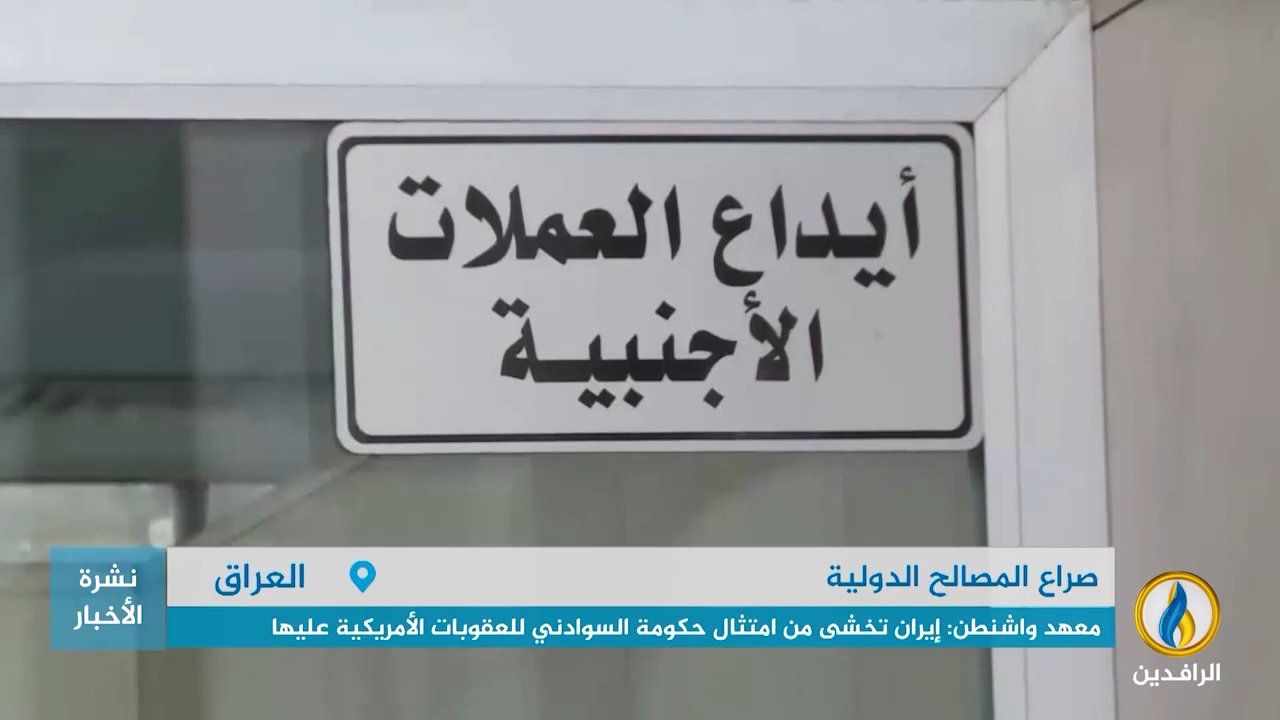 أيداع العملات
الأجنبية
صراع المصالح الدولية
العراق
معهد واشنطن: إيران تخشى من امتثال حكومة السوادني للعقوبات الأمريكية عليها
نشرة
الأخبار
الرافدين